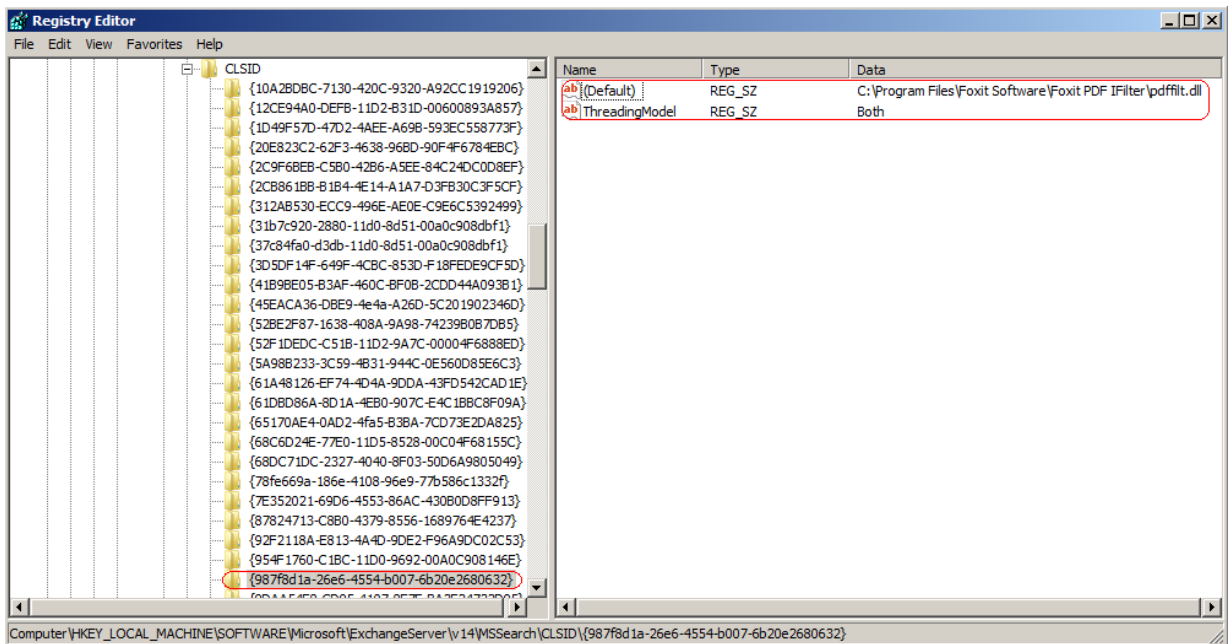 Registry Editor
File Edit View Favorites Help
CLSID
{10A2BDBC-7130-420C-9320-A92CC1919206}
{12CE94A0-DEFB-11D2-B31D-00600893A857}
{1D49F57D-47D2-4AEE-A69B-593EC558773F}
{20E823C2-62F3-4638-96BD-90F4F6784EBC}
{2C9F6BEB-C5B0-42B6-A5EE-84C24DC0D8EF}
{2CB861BB-B1B4-4E14-A1A7-D3FB30C3F5CF}
{312AB530-ECC9-496E-AE0E-C9E6C5392499}
{31b7c920-2880-11d0-8d51-00a0c908dbf1}
{37c84fa0-d3db-11d0-8d51-00a0c908dbf1}
{3D5DF14F-649F-4CBC-853D-F18FEDE9CF5D}
{41B9BE05-B3AF-460C-BF0B-2CDD44A093B1}
{45EACA36-DBE9-4e4a-A26D-5C201902346D}
{52BE2F87-1638-408A-9A98-74239B0B7DB5}
{52F1DEDC-C51B-11D2-9A7C-00004F6888ED}
{5A98B233-3C59-4B31-944C-0E560D85E6C3}
{61A48126-EF74-4D4A-9DDA-43FD542CAD1E}
{61DBD86A-8D1A-4EB0-907C-E4C1BBC8F09A}
{65170AE4-0AD2-4fa5-B3BA-7CD73E2DA825}
{68C6D24E-77E0-11D5-8528-00C04F68155C}
{68DC71DC-2327-4040-8F03-50D6A9805049}
{78fe669a-186e-4108-96e9-77b586c1332f}
{7E352021-69D6-4553-86AC-430B0D8FF913}
{87824713-C8B0-4379-8556-1689764E4237}
{92F2118A-E813-4A4D-9DE2-F96A9DC02C53}
{954F1760-C1BC-11D0-9692-00A0C908146E}
{987f8d1a-26e6-4554-b007-6b20e2680632}
Name Type Data
(Default) REG_SZ C:\Program Files\Foxit Software\Foxit PDF IFilter\pdffilt.dll
ThreadingModel REG_SZ Both
Computer\HKEY_LOCAL_MACHINE\SOFTWARE\Microsoft\ExchangeServer\v14\MSSearch\CLSID\{987f8d1a-26e6-4554-b007-6b20e2680632}